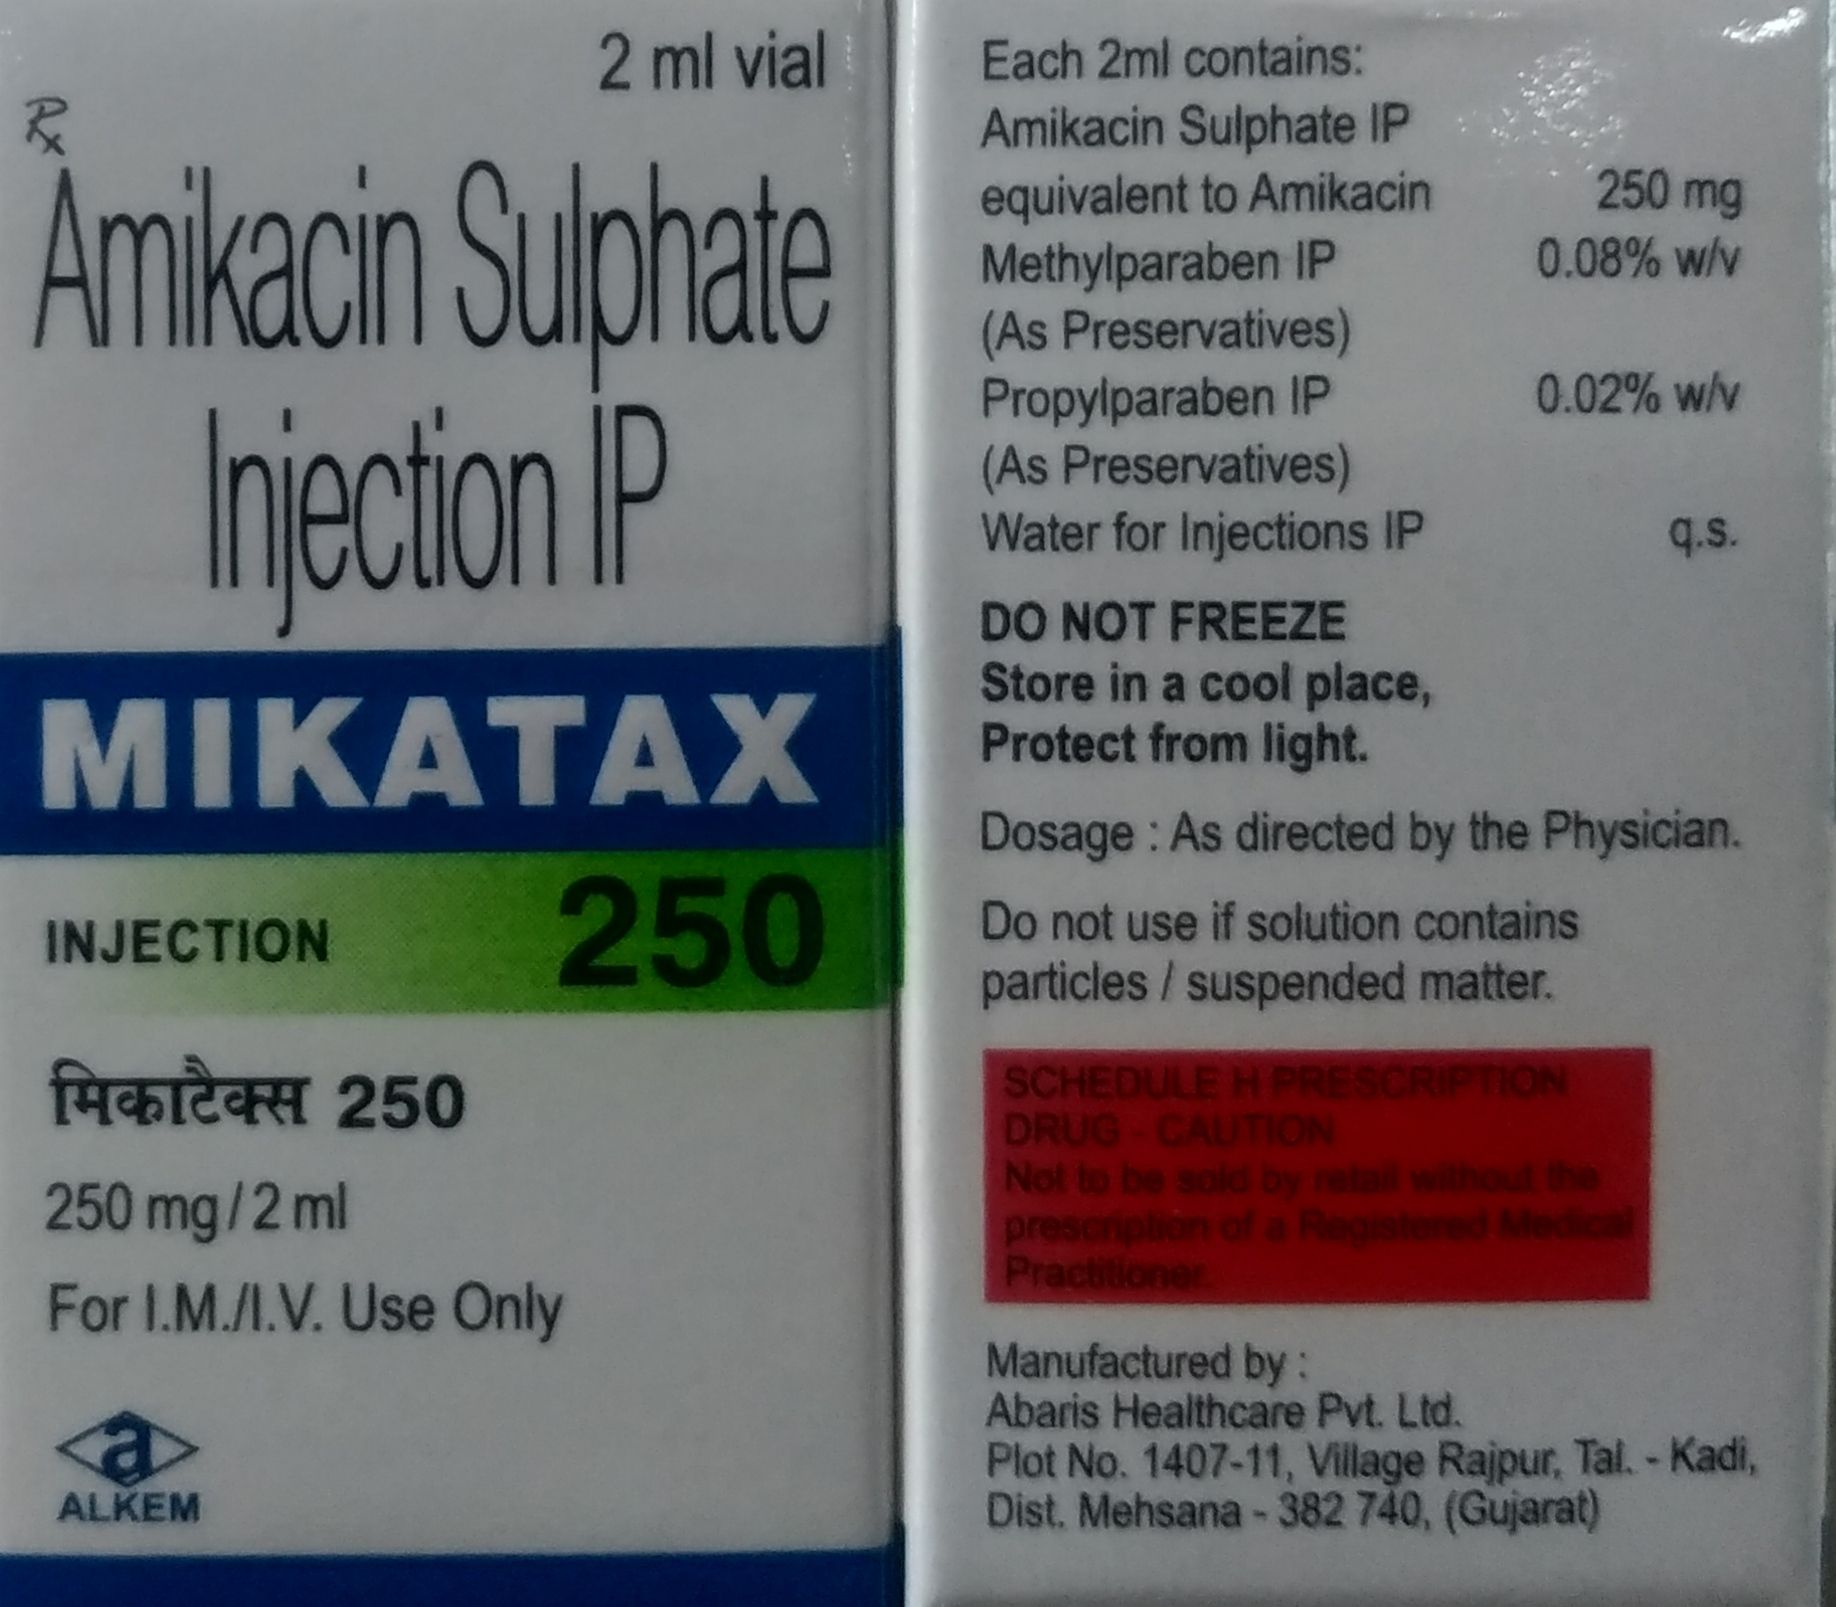 2 ml vial
Rx
Amikacin Sulphate
Injection IP
MIKATAX
INJECTION 250
मिकाटैक्स 250
250 mg / 2 ml
For I.M./I.V. Use Only
a
ALKEM
Each 2ml contains:
Amikacin Sulphate IP
equivalent to Amikacin 250 mg
Methylparaben IP 0.08% w/v
(As Preservatives)
Propylparaben IP 0.02% w/v
(As Preservatives)
Water for Injections IP q.s.
DO NOT FREEZE
Store in a cool place,
Protect from light.
Dosage : As directed by the Physician.
Do not use if solution contains
particles / suspended matter.
SCHEDULE H PRESCRIPTION
DRUG - CAUTION
Not to be sold by retail without the
prescription of a Registered Medical
Practitioner.
Manufactured by :
Abaris Healthcare Pvt. Ltd.
Plot No. 1407-11, Village Rajpur, Tal. - Kadi,
Dist. Mehsana - 382 740, (Gujarat)